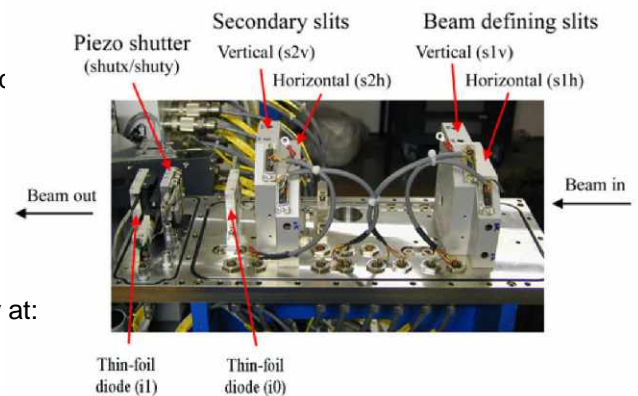 Secondary slits
Beam defining slits
Piezo shutter
(shutx/shuty)
Vertical (s2v)
Horizontal (s2h)
Vertical (s1v)
Horizontal (s1h)
Beam out
Beam in
y at:
Thin-foil
diode (i1)
Thin-foil
diode (i0)